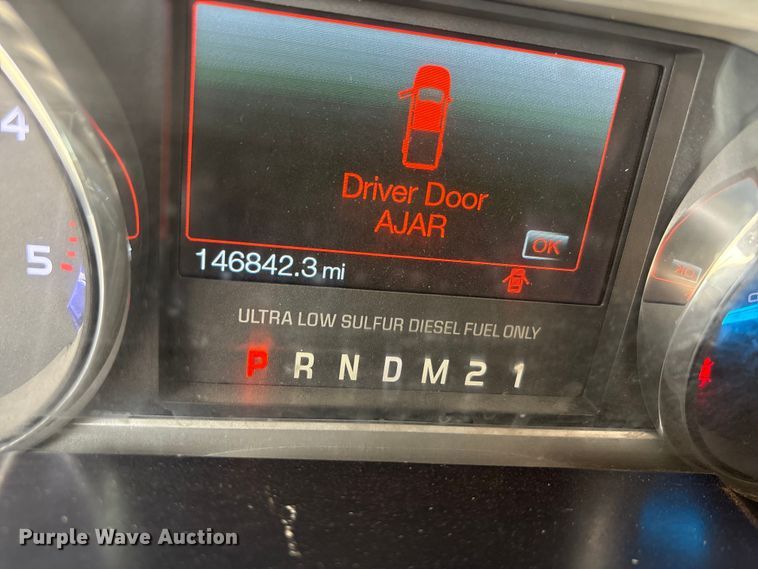 4
5
Driver Door
AJAR
OK
146842.3 mi
ULTRA LOW SULFUR DIESEL FUEL ONLY
P R N D M 2 1
Purple Wave Auction